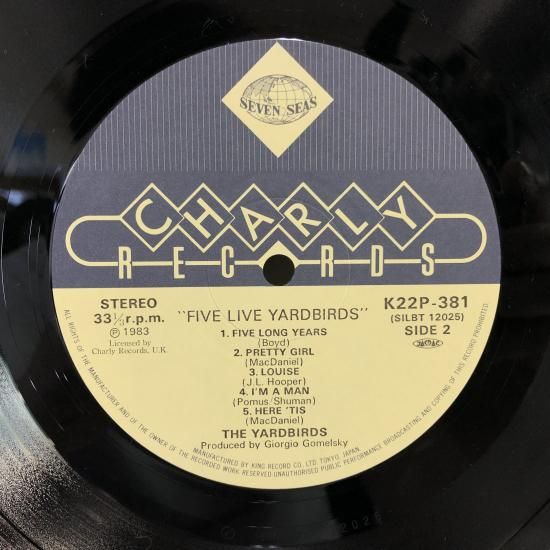 SEVEN SEAS
CHARLY
RECORDS
STEREO
33 1/3 r.p.m.
Ⓟ1983
Licensed by
Charly Records, U.K.
"FIVE LIVE YARDBIRDS"
K22P-381
(SILBT 12025)
SIDE 2
1. FIVE LONG YEARS
(Boyd)
2. PRETTY GIRL
(MacDaniel)
3. LOUISE
(J.L. Hooper)
4. I'M A MAN
(Pomus/Shuman)
5. HERE 'TIS
(MacDaniel)
THE YARDBIRDS
Produced by Giorgio Gomelsky
MANUFACTURED BY KING RECORD CO. LTD. TOKYO, JAPAN.
ALL RIGHTS OF THE MANUFACTURER AND OF THE OWNER OF THE RECORDED WORK RESERVED·UNAUTHORISED PUBLIC PERFORMANCE BROADCASTING AND COPYING OF THIS RECORD PROHIBITED